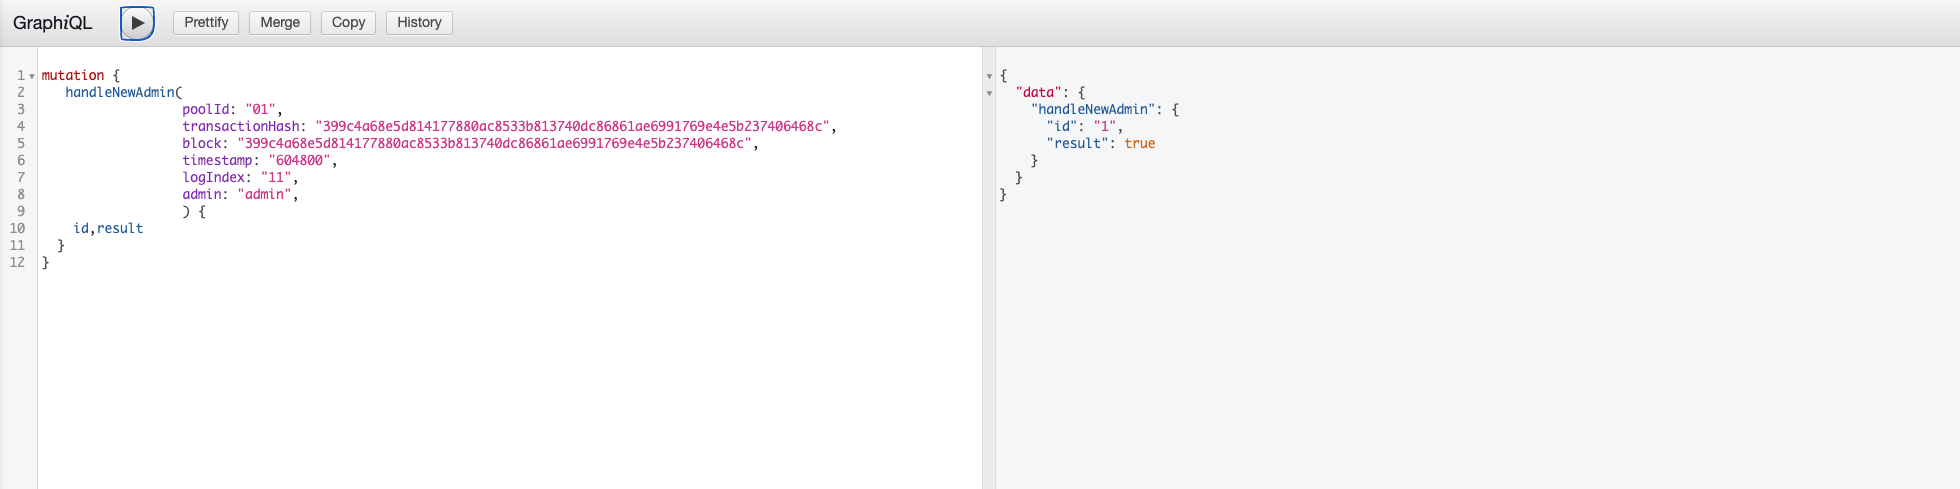 GraphiQL Prettify Merge Copy History
1 mutation {
2 handleNewAdmin(
3 poolId: "01",
4 transactionHash: "399c4a68e5d814177880ac8533b813740dc86861ae6991769e4e5b237406468c",
5 block: "399c4a68e5d814177880ac8533b813740dc86861ae6991769e4e5b237406468c",
6 timestamp: "604800",
7 logIndex: "11",
8 admin: "admin",
9 ) {
10 id,result
11 }
12 }
{
"data": {
"handleNewAdmin": {
"id": "1",
"result": true
}
}
}